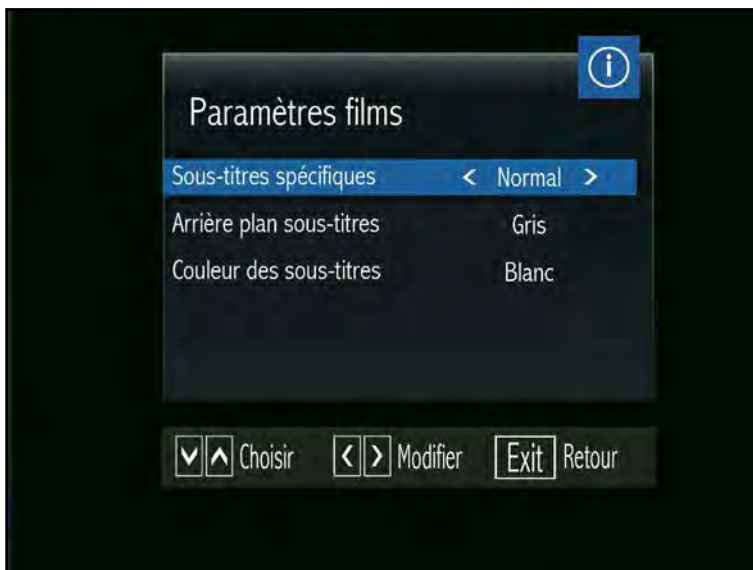 i
Paramètres films
Sous-titres spécifiques < Normal >
Arrière plan sous-titres Gris
Couleur des sous-titres Blanc
Choisir < > Modifier Exit Retour